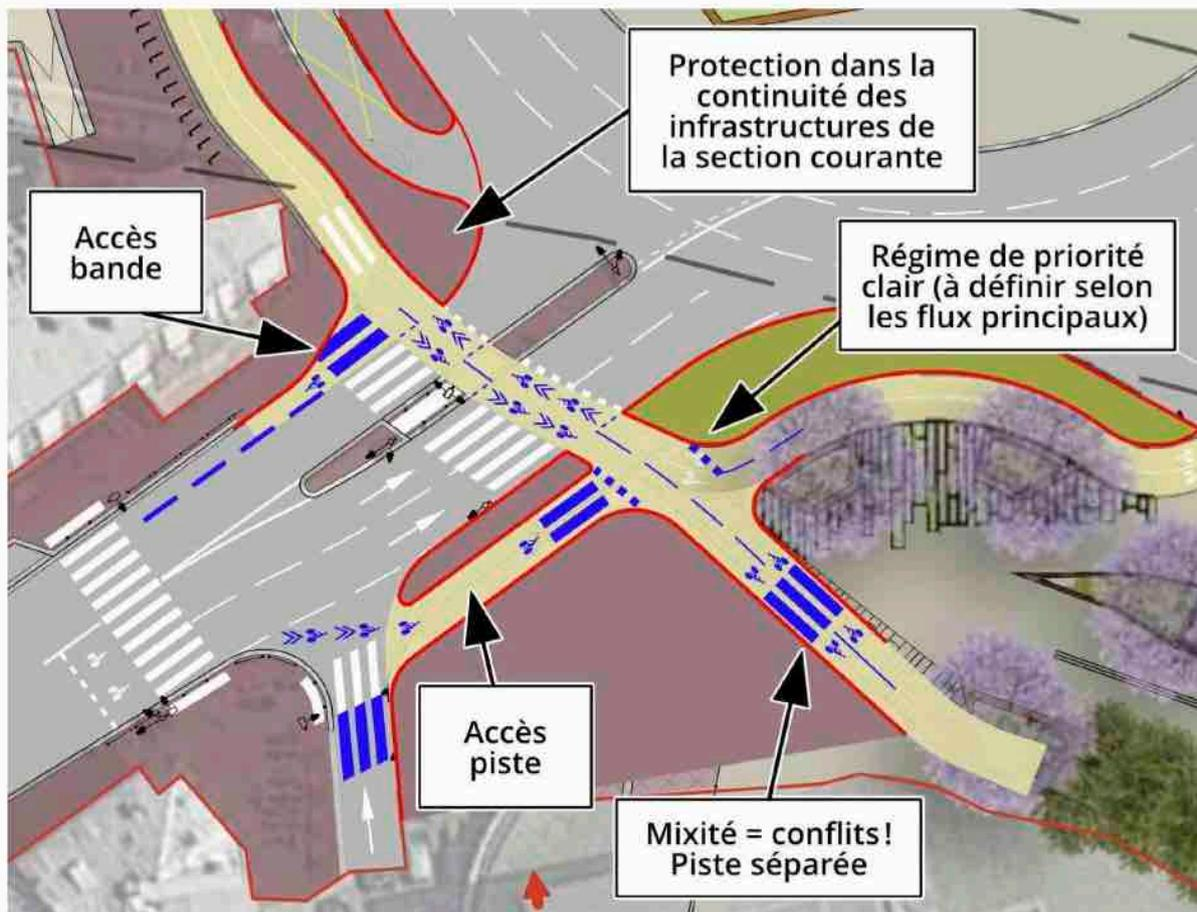 Protection dans la
continuité des
infrastructures de
la section courante
Accès
bande
Régime de priorité
clair (à définir selon
les flux principaux)
Accès
piste
Mixité = conflits !
Piste séparée